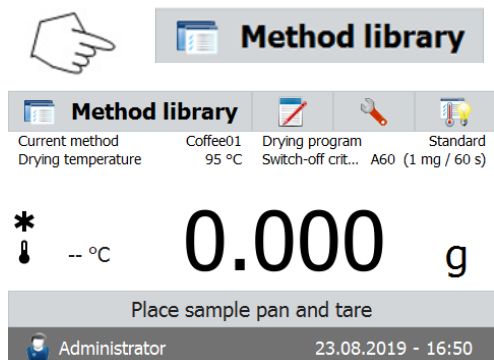 Method library
Method library
Current method Coffee01 Drying program Standard
Drying temperature 95 °C Switch-off crit... A60 (1 mg / 60 s)
-- °C 0.000 g
Place sample pan and tare
Administrator 23.08.2019 - 16:50